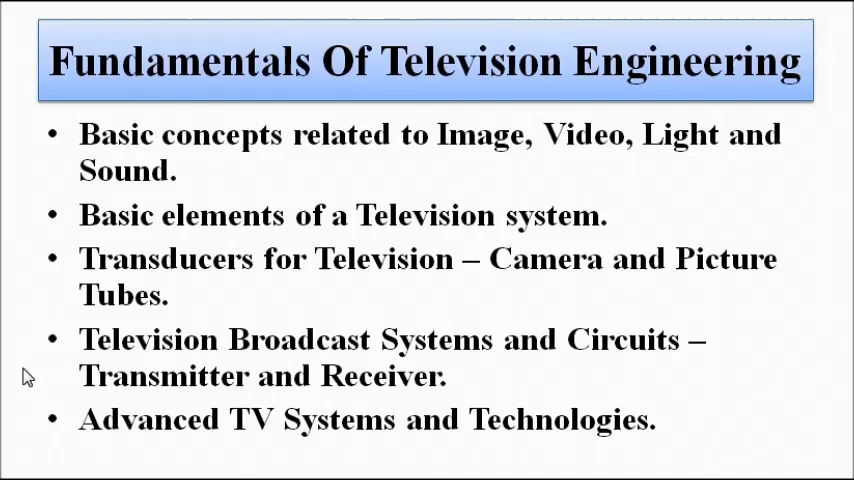 Fundamentals Of Television Engineering
• Basic concepts related to Image, Video, Light and
Sound.
• Basic elements of a Television system.
• Transducers for Television – Camera and Picture
Tubes.
• Television Broadcast Systems and Circuits –
Transmitter and Receiver.
• Advanced TV Systems and Technologies.